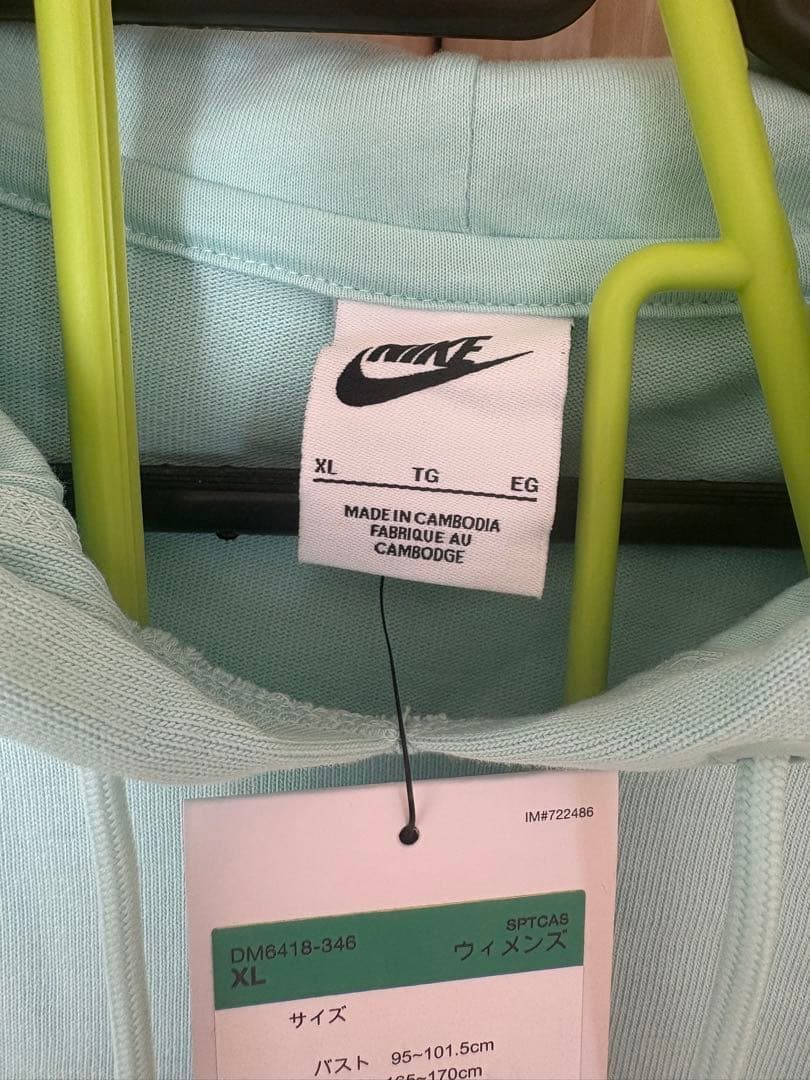 NIKE
XL TG EG
MADE IN CAMBODIA
FABRIQUE AU
CAMBODGE
IM#722486
DM6418-346 SPTCAS
XL ウィメンズ
サイズ
バスト 95~101.5cm